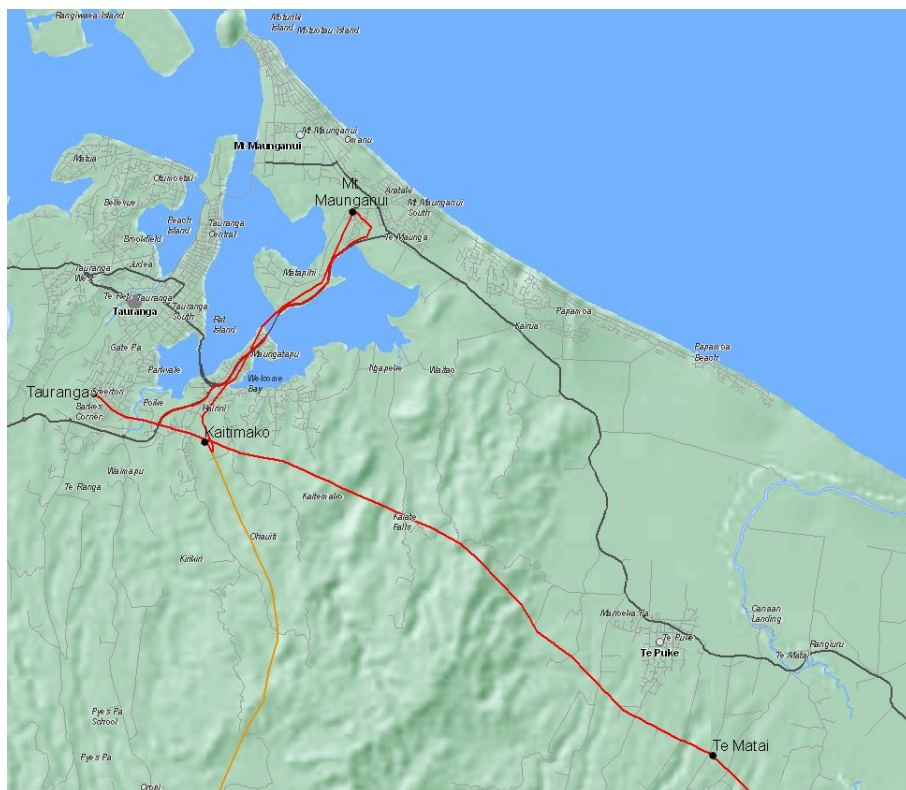 Rangiwaea Island
Moturiki
Island
Motuotau Island
Mt Maunganui
Omanu
Mt Maunganui
Matua
Otumoetai
Mt
Maunganui
Arataki
Bellevue
Mt Maunganui
South
Peach
Island
Tauranga
Central
Brookfield
Te Maunga
Judea
Tauranga
West
Matapihi
Te Reti
Tauranga
Tauranga
Tauranga
South
Rat
Island
Papamoa
Kairua
Gate Pa
Maungatapu
Papamoa
Beach
Parkvale
Welcome
Bay
Ngapeke
Waitao
Tauranga
Greerton
Poike
Hairini
Barkes
Corner
Kaitimako
Waimapu
Te Ranga
Kaitemako
Kaiate
Falls
Ohauiti
Kirikiri
Manoeka Pa
Canaan
Landing
Te Puke
Te Puke
Rangiuru
Te Matai
Pyes Pa
School
Te Matai
Pye's Pa
Oropi